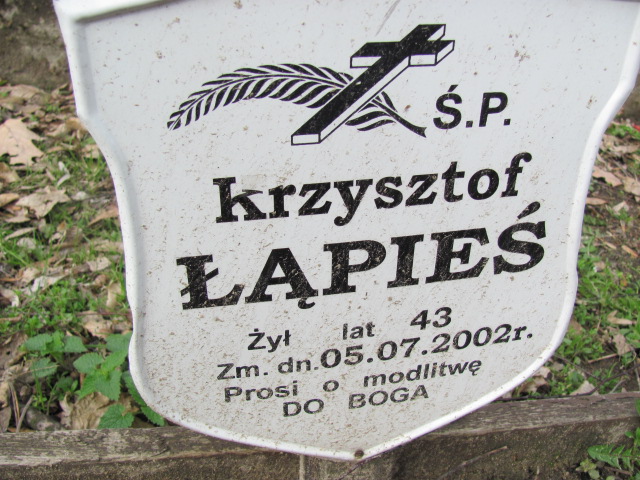 Ś.P.
Krzysztof
ŁĄPIEŚ
Żył lat 43
Zm. dn. 05.07.2002r.
Prosi o modlitwę
DO BOGA